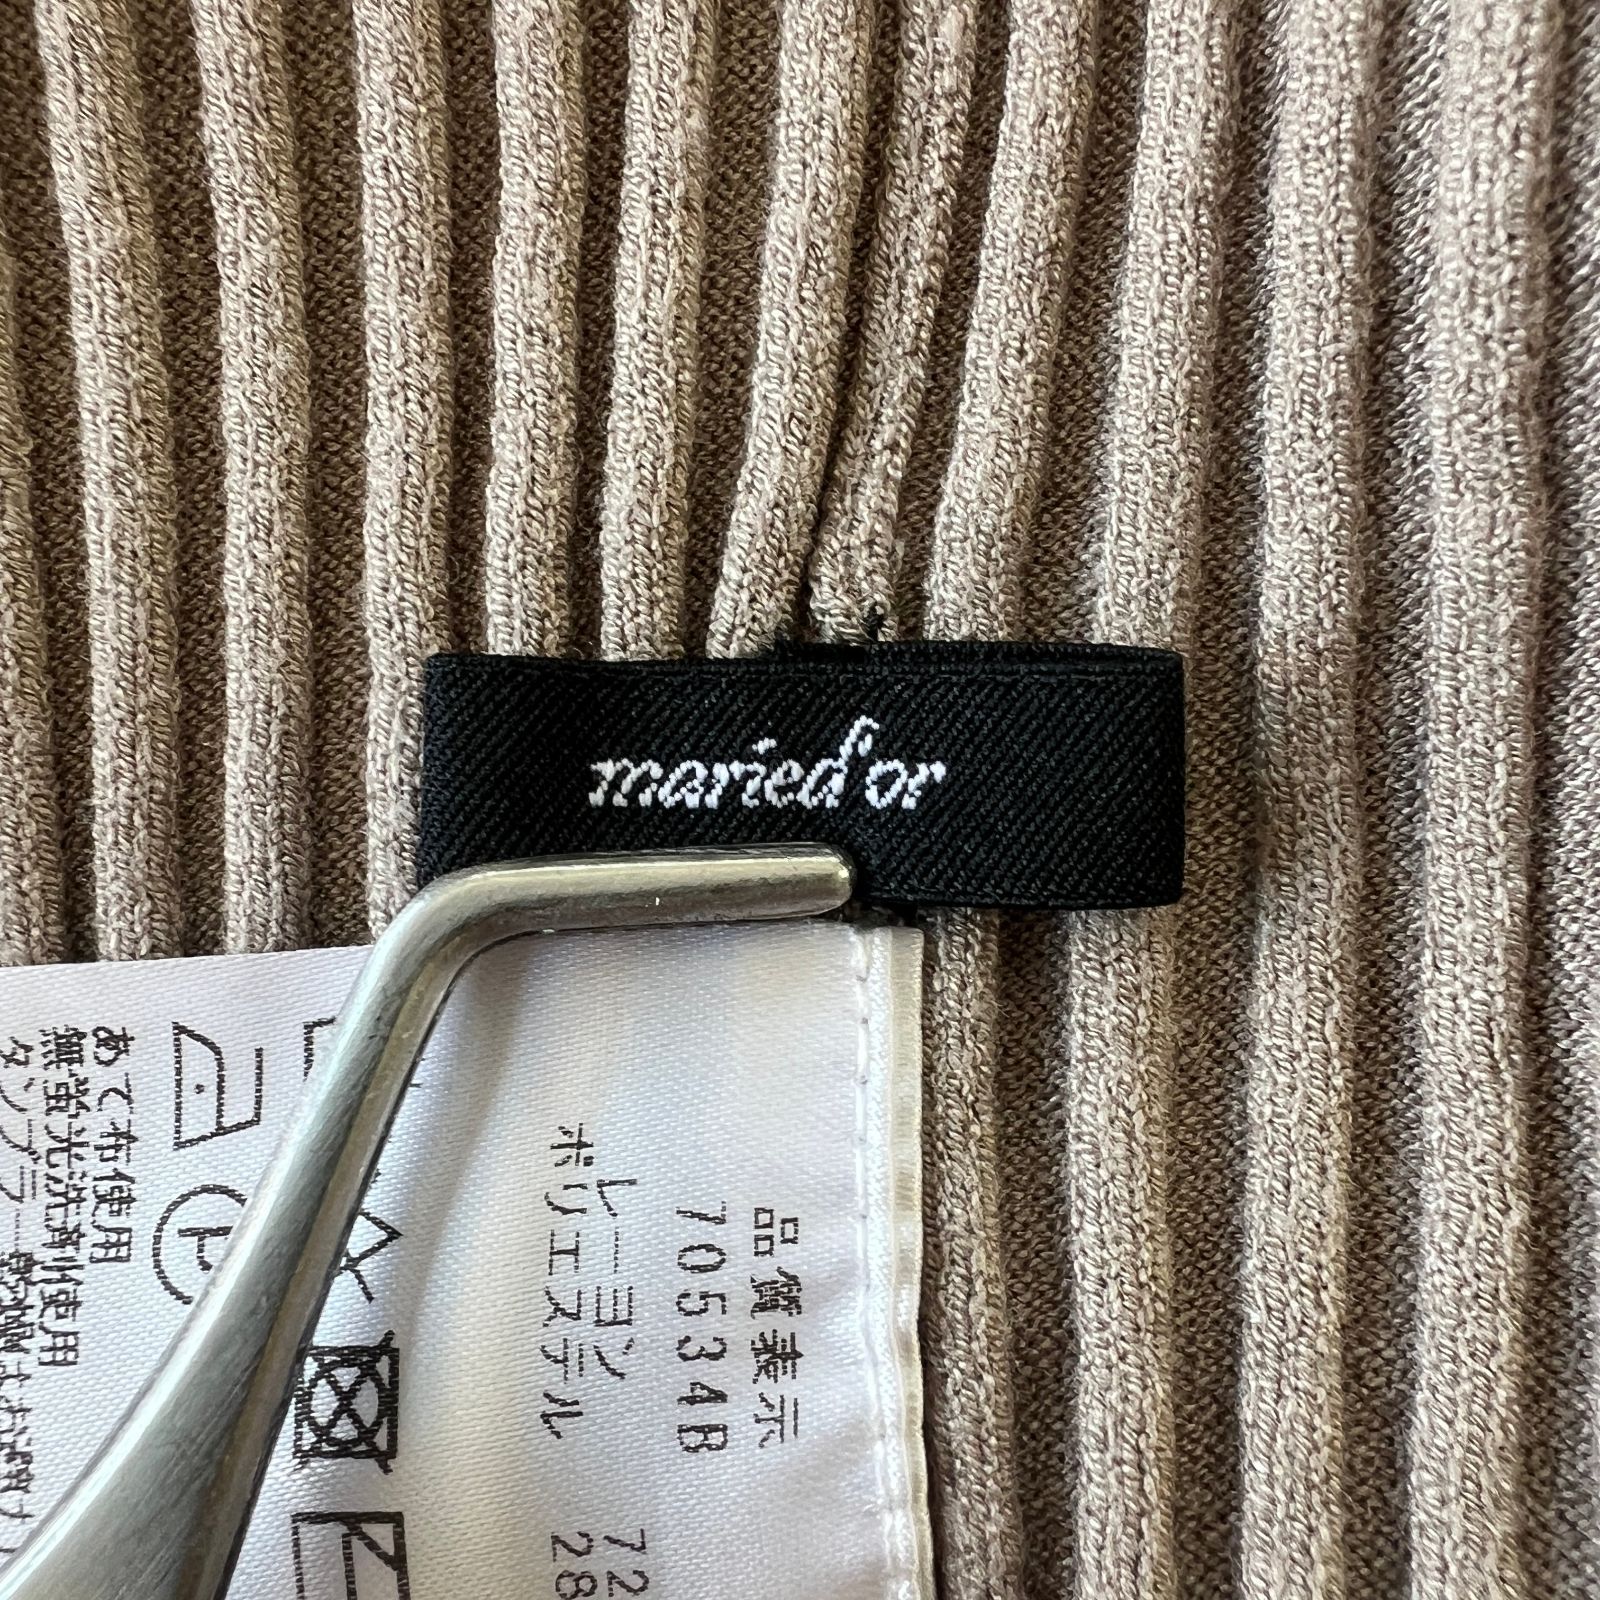 maried'or
品質表示
70534B
レーヨン 72
ポリエステル 28
あて布使用
無蛍光洗剤使用